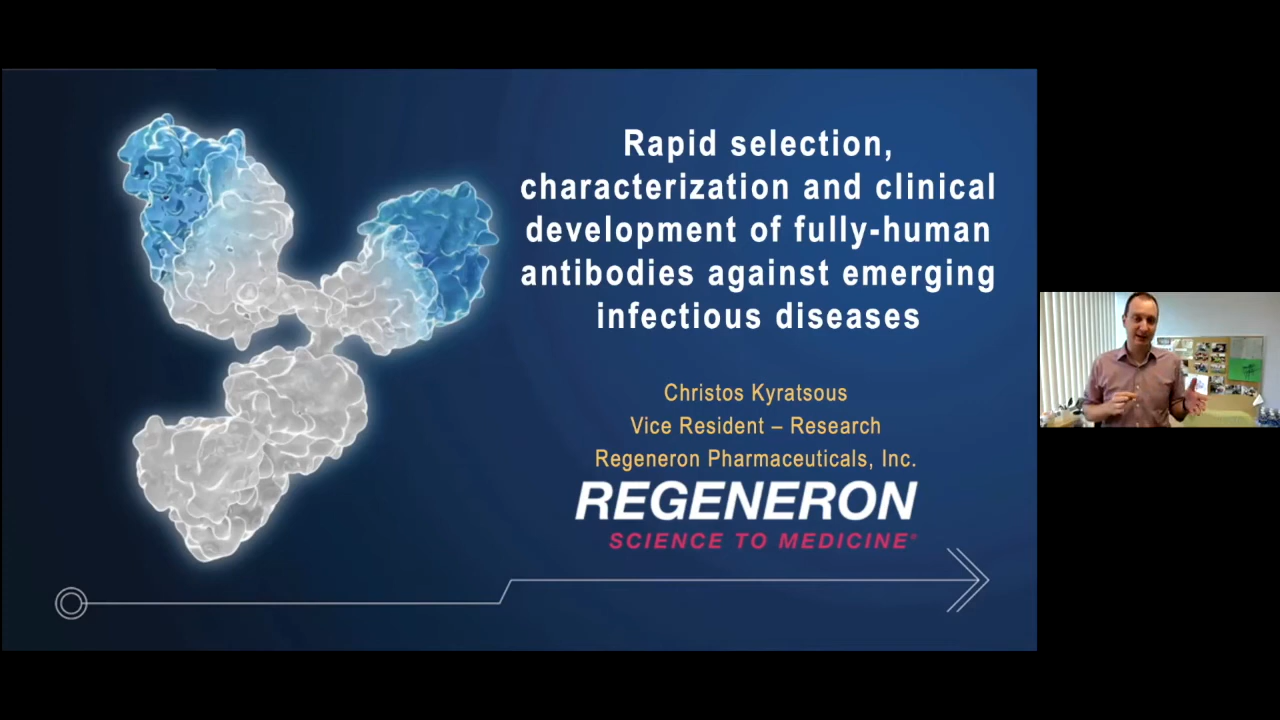 Rapid selection,
characterization and clinical
development of fully-human
antibodies against emerging
infectious diseases
Christos Kyratsous
Vice Resident – Research
Regeneron Pharmaceuticals, Inc.
REGENERON
SCIENCE TO MEDICINE®